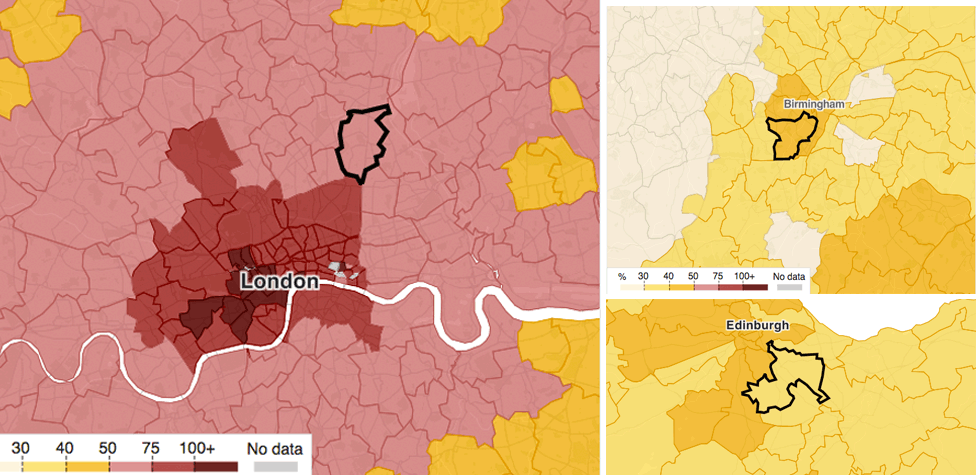 London
30 40 50 75 100+ No data
Birmingham
% 30 40 50 75 100+ No data
Edinburgh